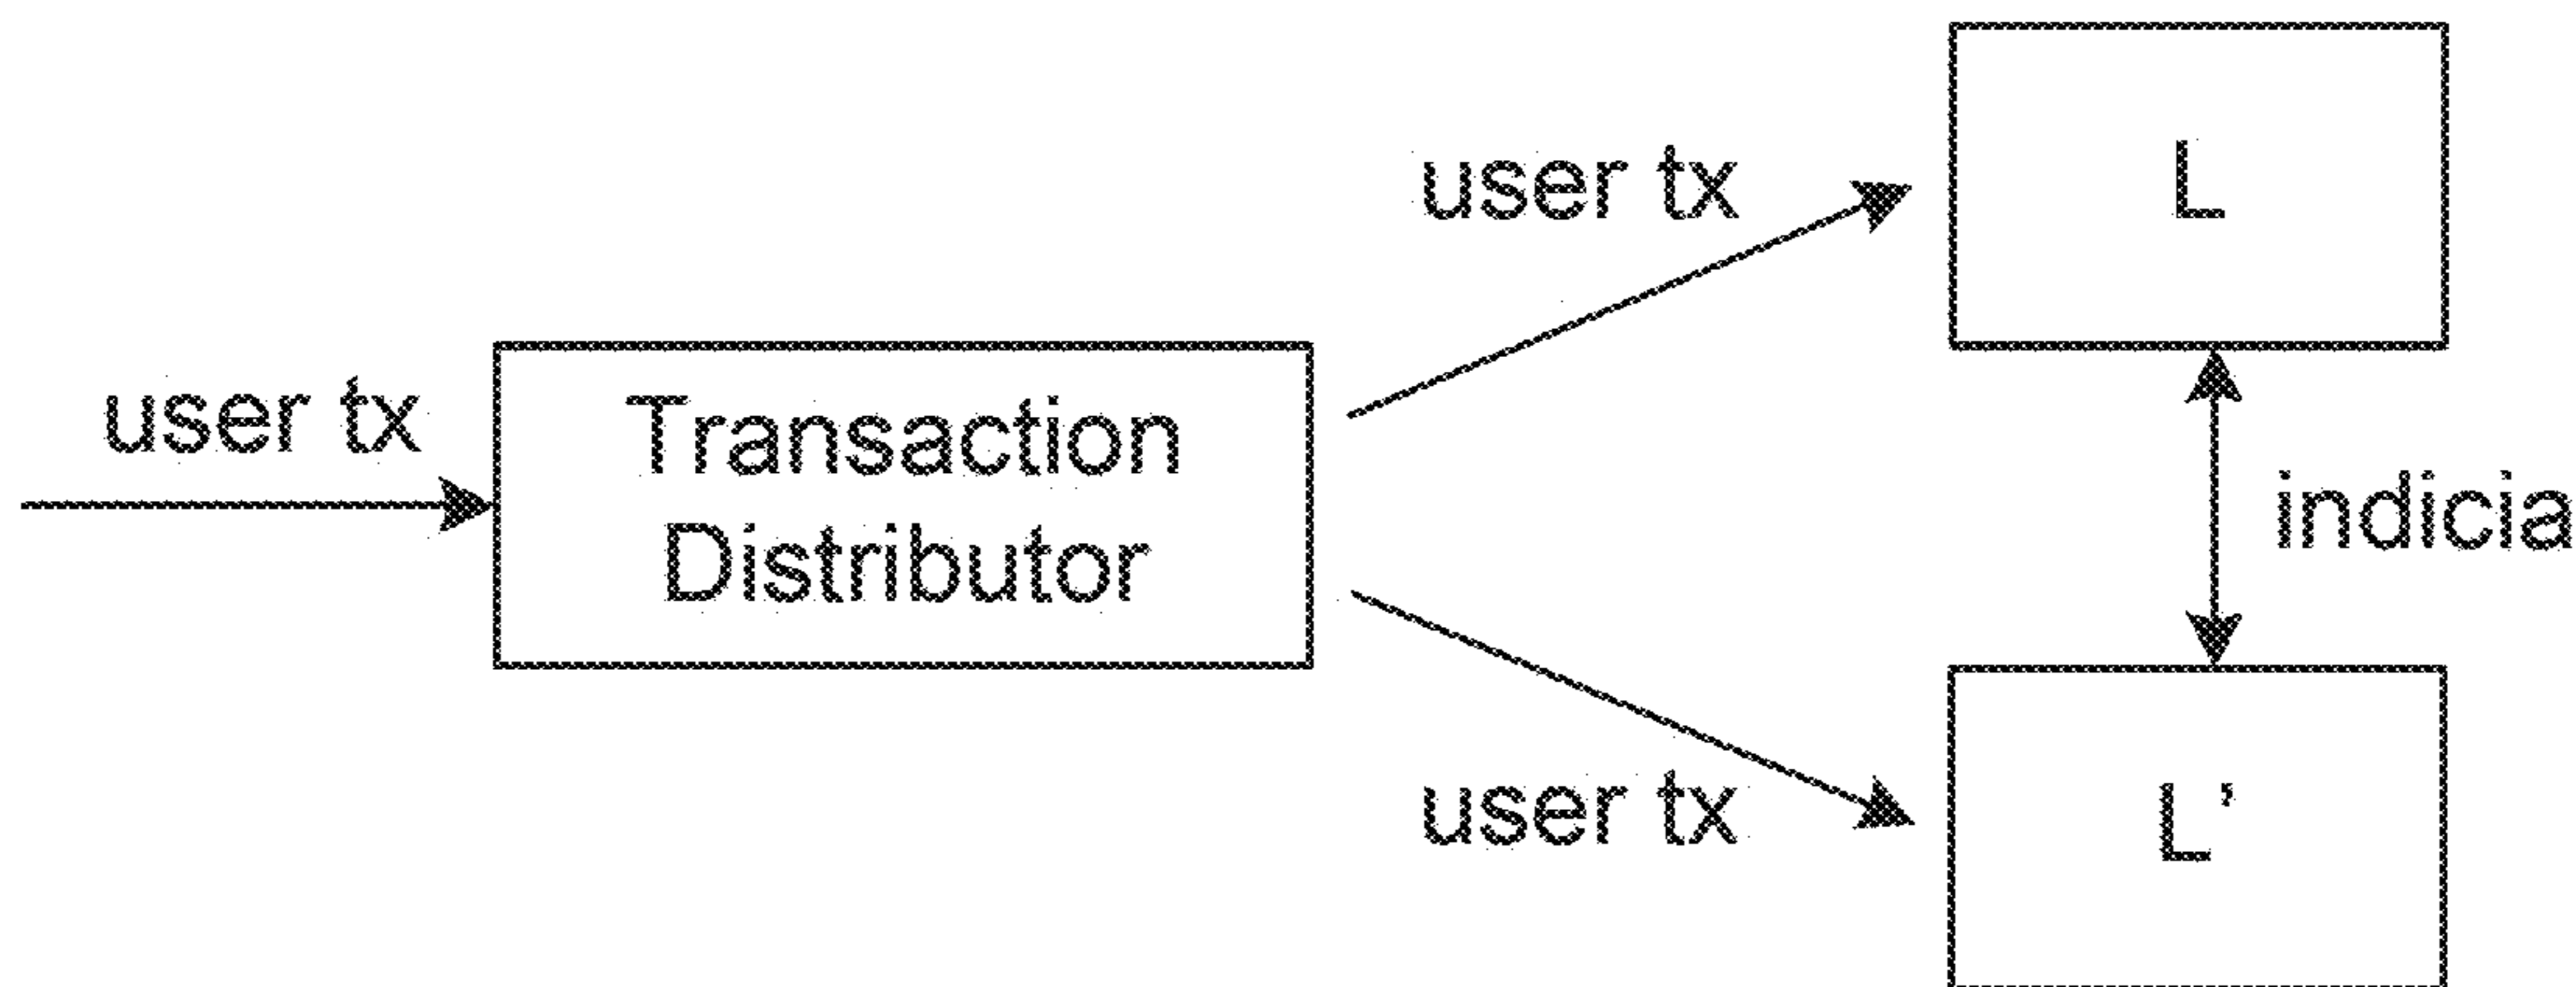 user tx
L
user tx
Transaction
Distributor
indicia
user tx
L'